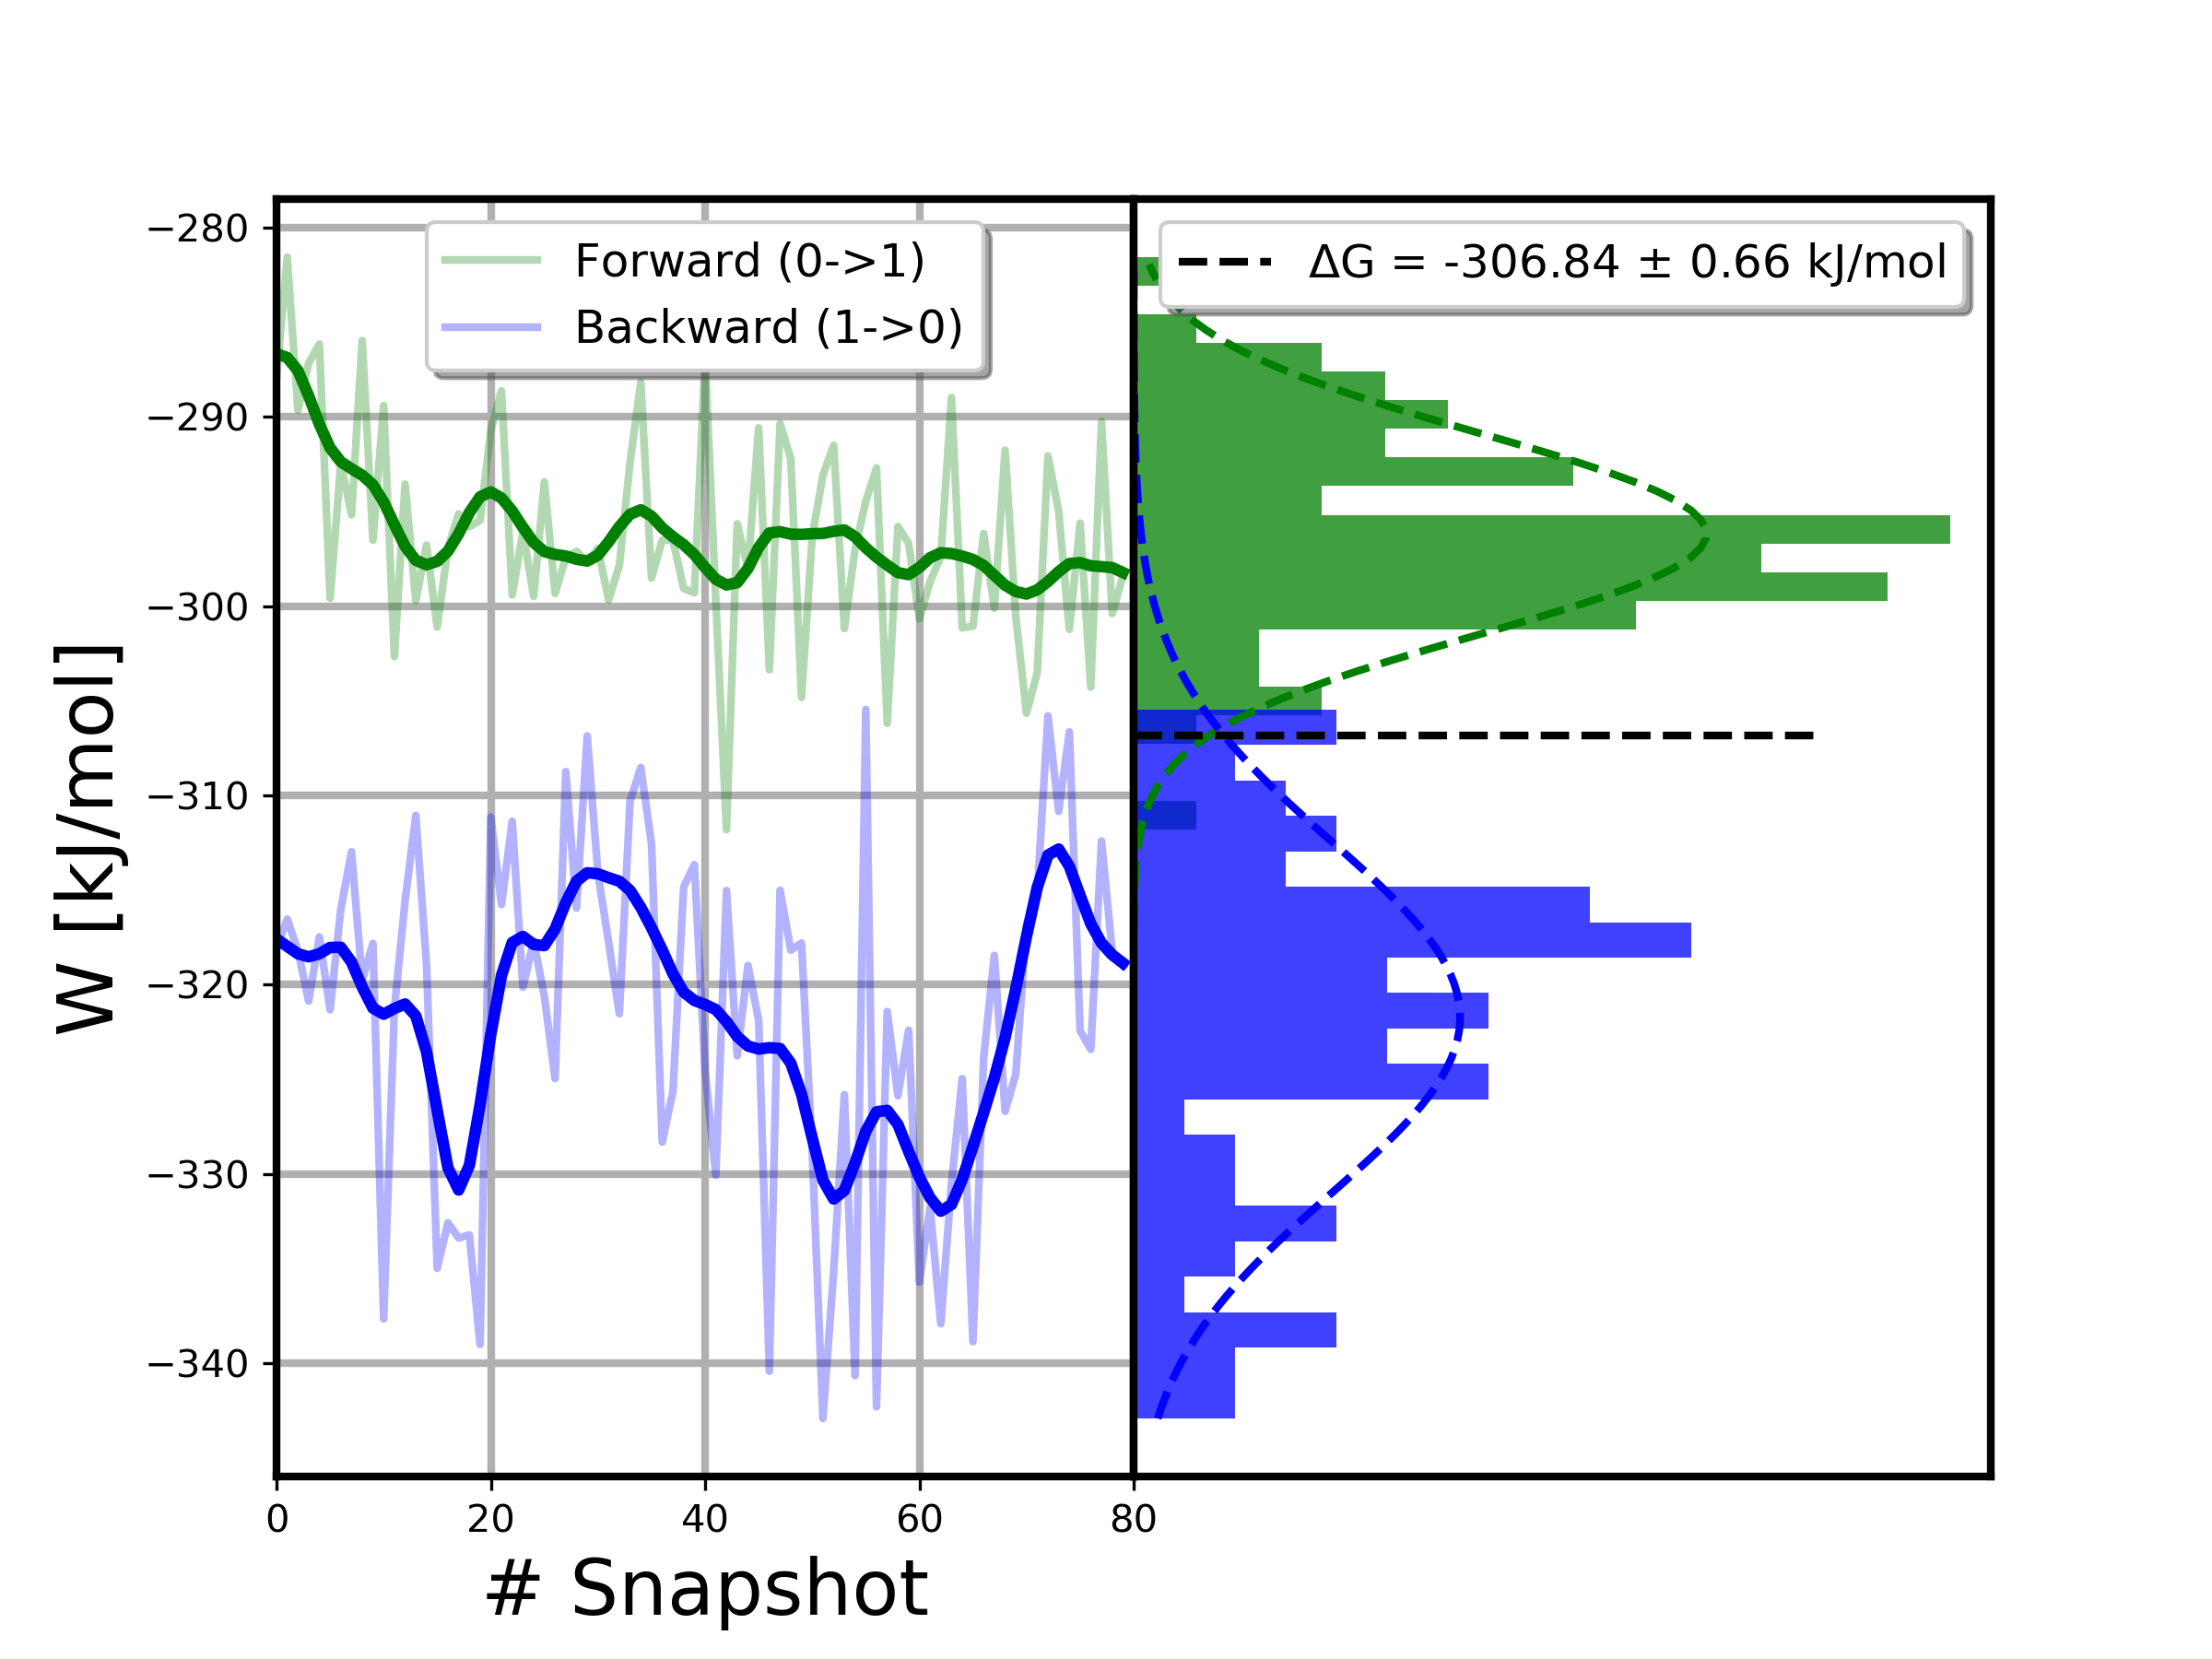 Forward (0->1)
Backward (1->0)
ΔG = -306.84 ± 0.66 kJ/mol
W [kJ/mol]
−280
−290
−300
−310
−320
−330
−340
0 20 40 60 80
# Snapshot